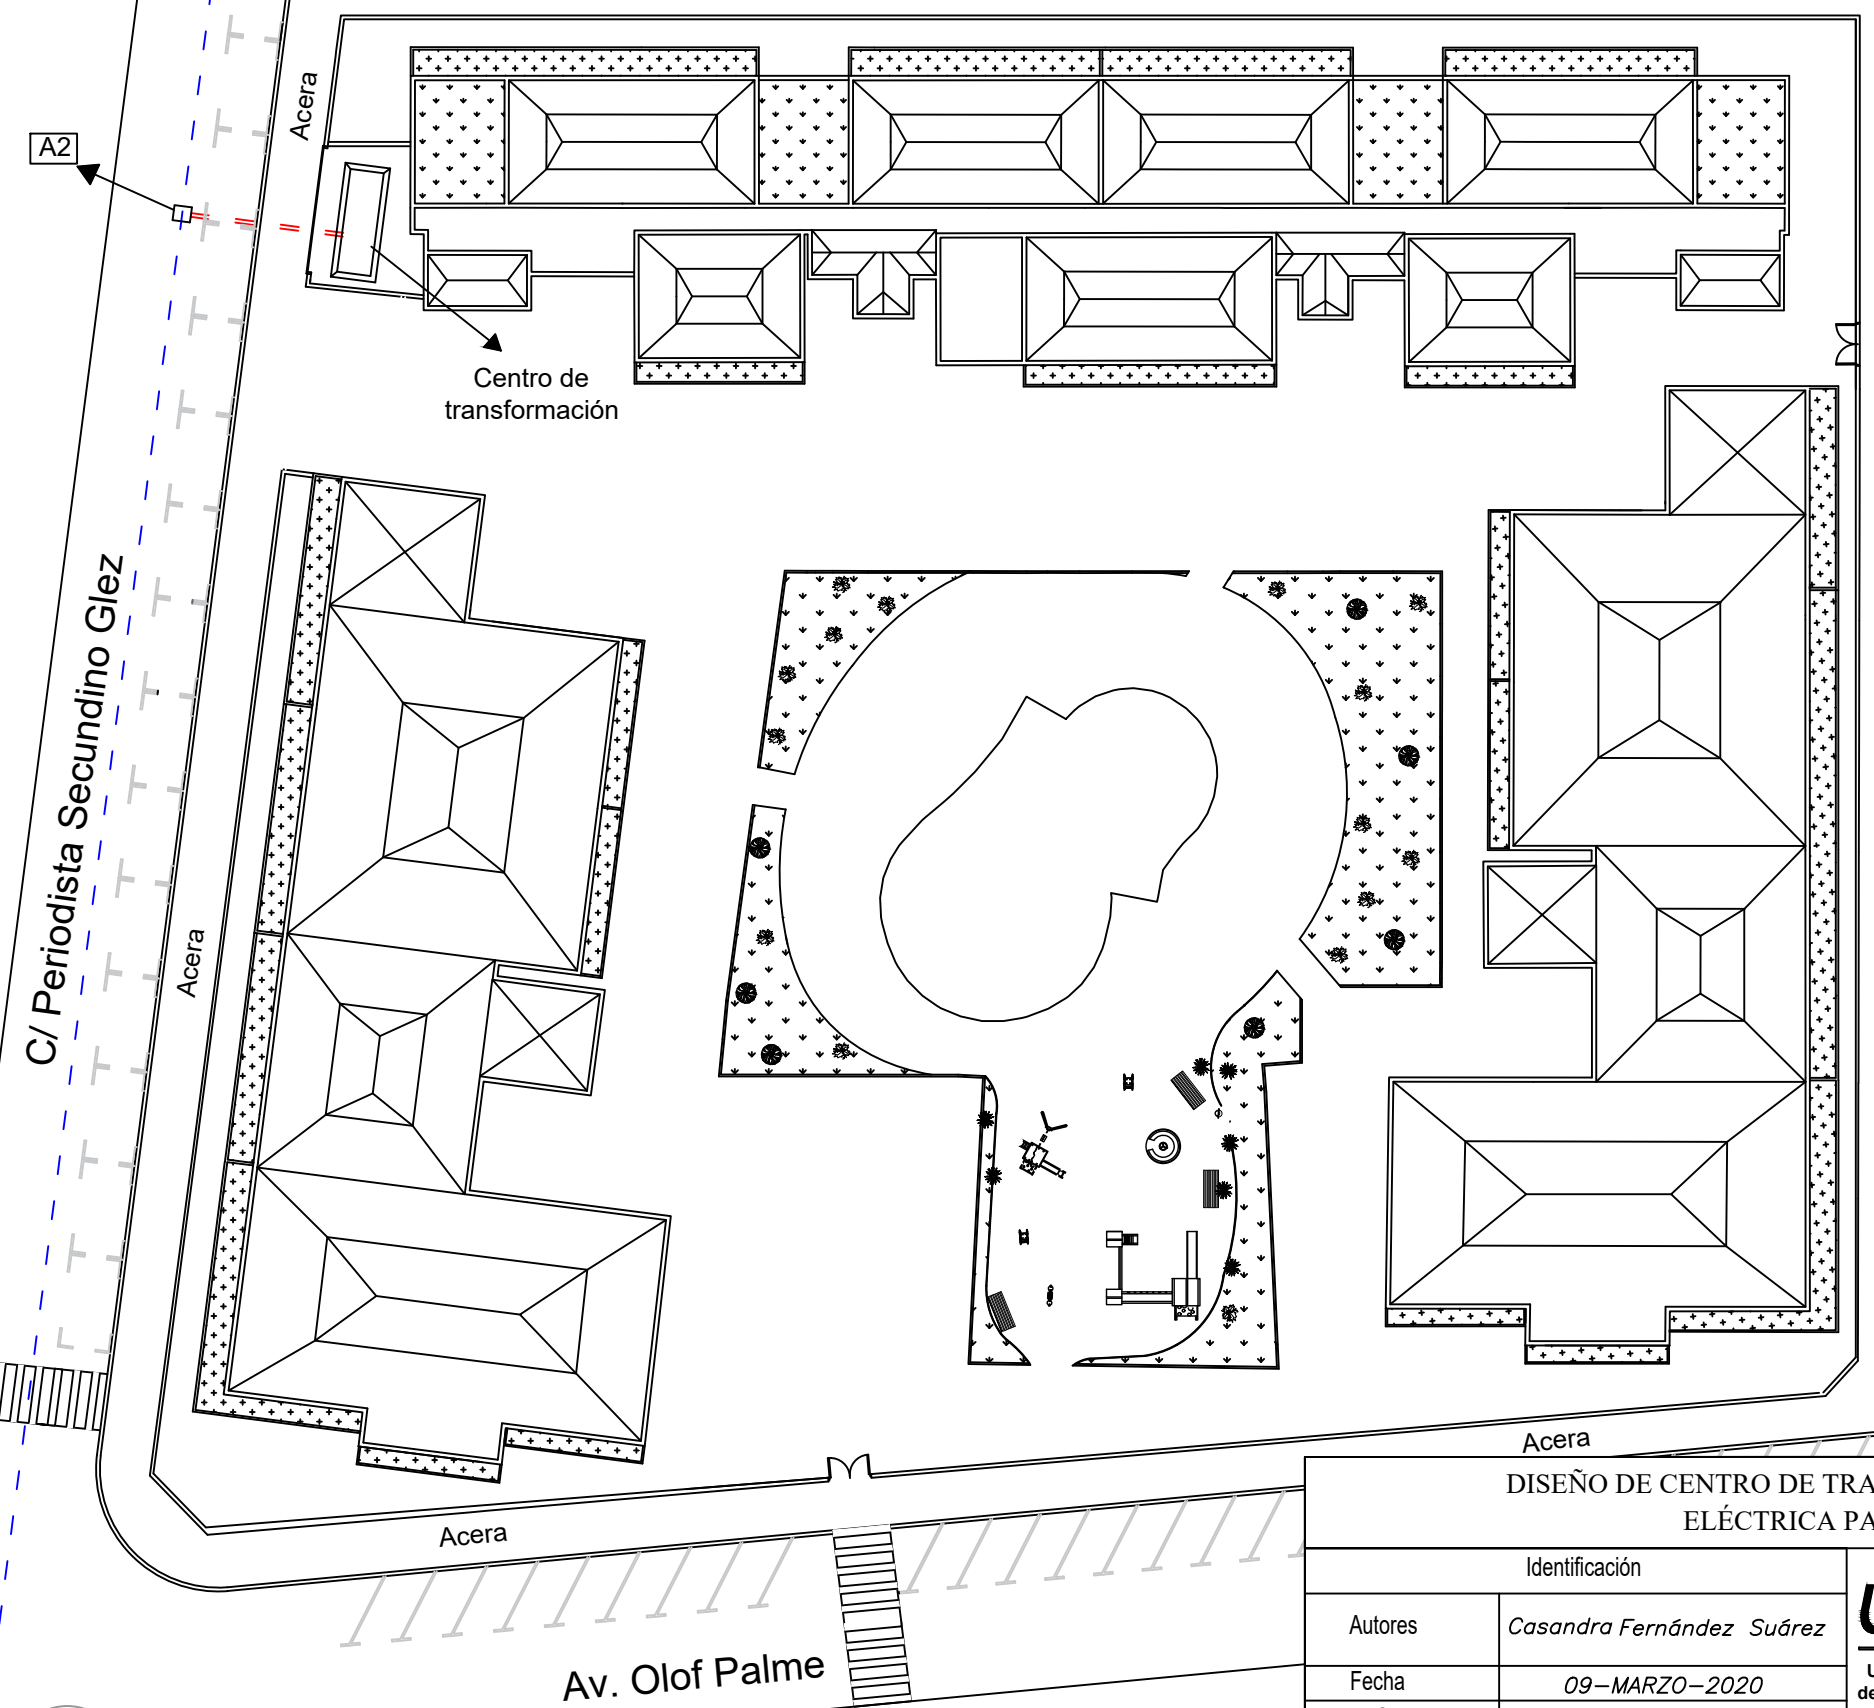 Acera
A2
Centro de
transformación
C/ Periodista Secundino Glez
Acera
Acera
Acera
Av. Olof Palme
DISEÑO DE CENTRO DE TRA
ELÉCTRICA PA
Identificación
Autores
Casandra Fernández Suárez
Fecha
09-MARZO-2020